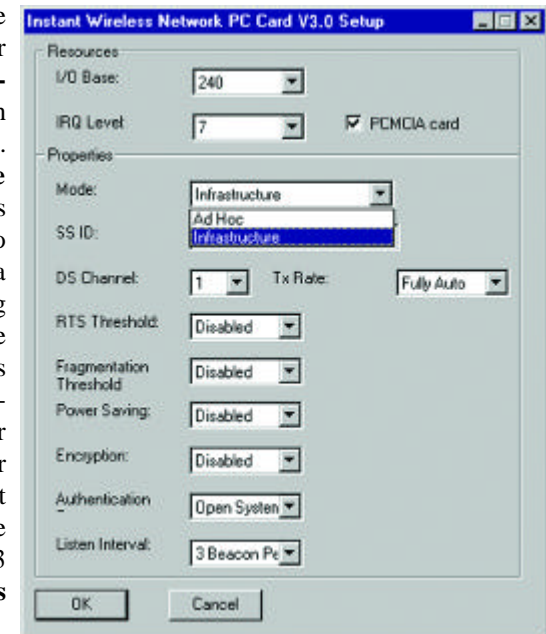 Instant Wireless Network PC Card V3.0 Setup
Resources
I/O Base: 240
IRQ Level: 7 PCMCIA card
Properties
Mode: Infrastructure
Ad Hoc
SS ID: Infrastructure
DS Channel: 1 Tx Rate: Fully Auto
RTS Threshold: Disabled
Fragmentation Disabled
Threshold
Power Saving: Disabled
Encryption: Disabled
Authentication Open System
Listen Interval: 3 Beacon Pe
OK Cancel